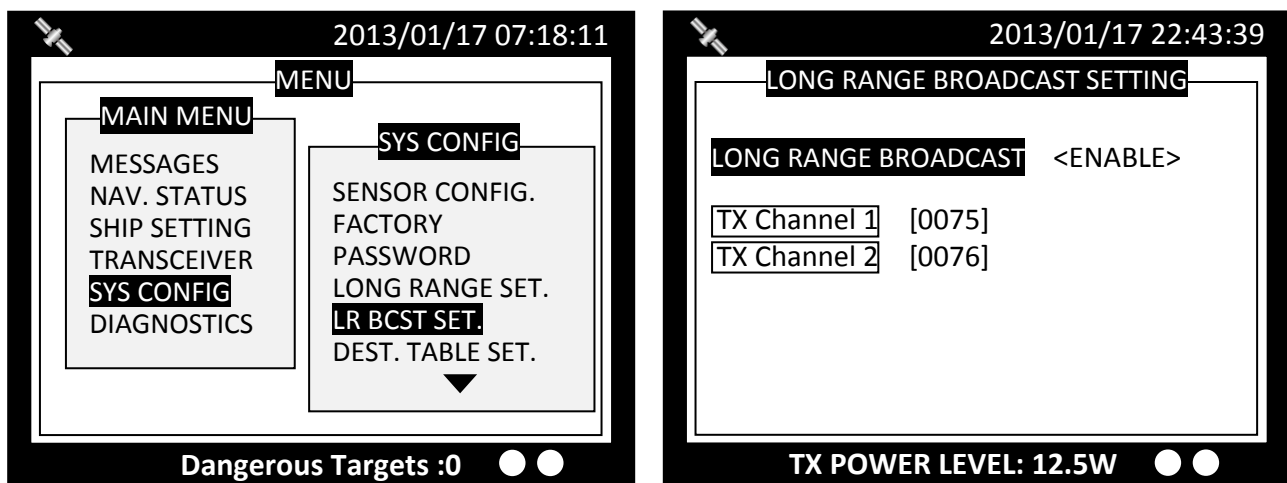 2013/01/17 07:18:11
MENU
MAIN MENU
MESSAGES
NAV. STATUS
SHIP SETTING
TRANSCEIVER
SYS CONFIG
DIAGNOSTICS
SYS CONFIG
SENSOR CONFIG.
FACTORY
PASSWORD
LONG RANGE SET.
LR BCST SET.
DEST. TABLE SET.
Dangerous Targets :0
2013/01/17 22:43:39
LONG RANGE BROADCAST SETTING
LONG RANGE BROADCAST <ENABLE>
TX Channel 1 [0075]
TX Channel 2 [0076]
TX POWER LEVEL: 12.5W